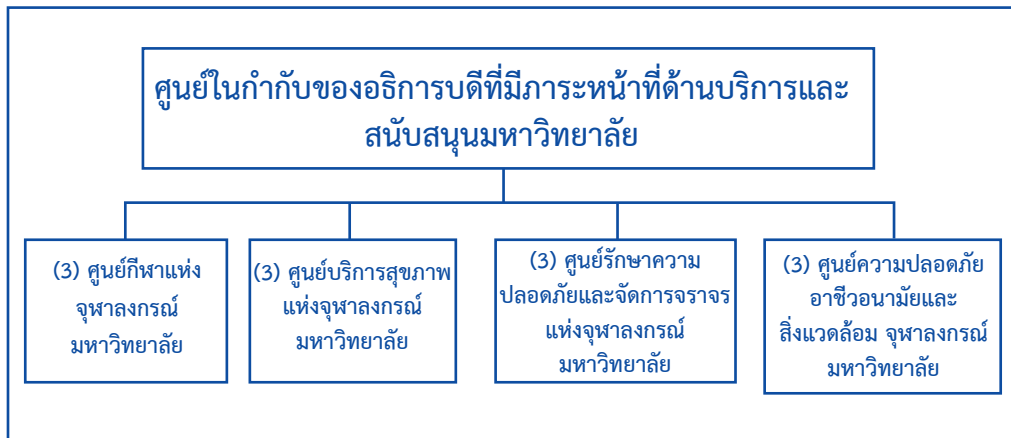 ศูนย์ในกำกับของอธิการบดีที่มีภาระหน้าที่ด้านบริการและ
สนับสนุนมหาวิทยาลัย
(3) ศูนย์กีฬาแห่ง
จุฬาลงกรณ์
มหาวิทยาลัย
(3) ศูนย์บริการสุขภาพ
แห่งจุฬาลงกรณ์
มหาวิทยาลัย
(3) ศูนย์รักษาความ
ปลอดภัยและจัดการจราจร
แห่งจุฬาลงกรณ์
มหาวิทยาลัย
(3) ศูนย์ความปลอดภัย
อาชีวอนามัยและ
สิ่งแวดล้อม จุฬาลงกรณ์
มหาวิทยาลัย